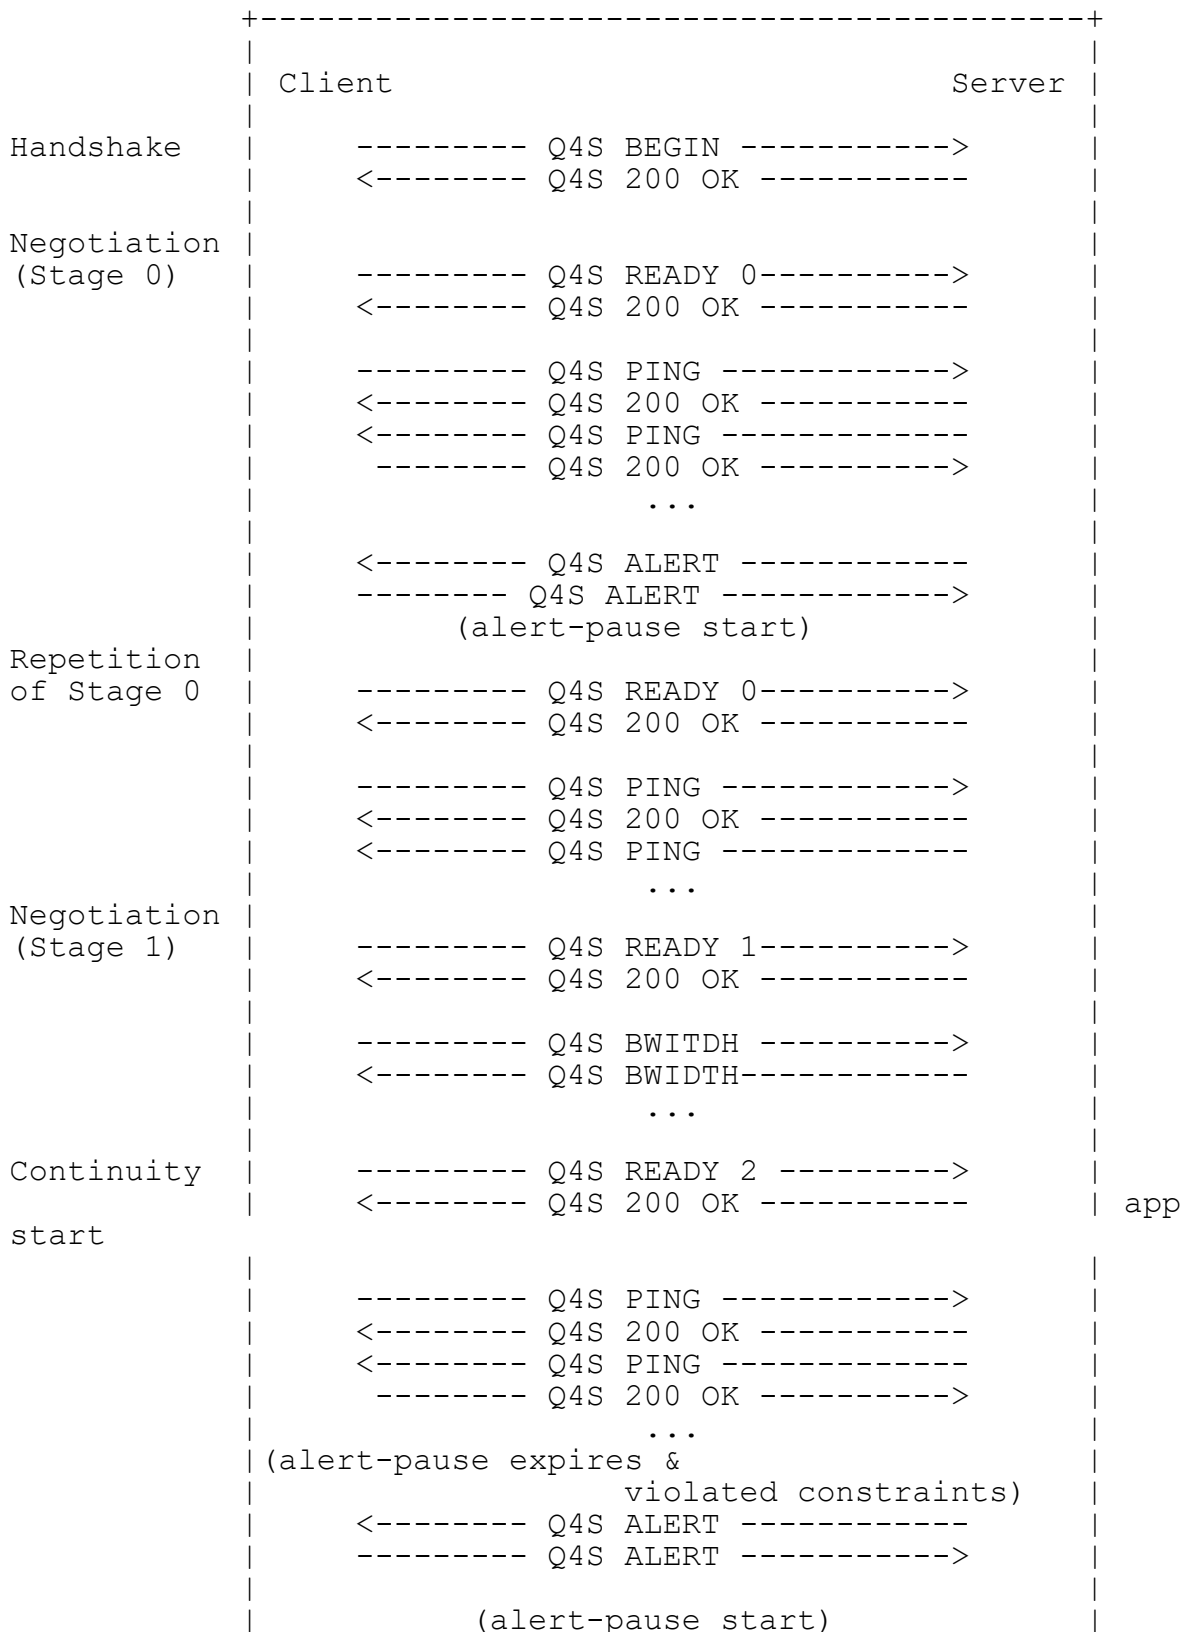 +-------------------------------------------+
|                                           |
| Client                             Server |
|                                           |
Handshake | --------- Q4S BEGIN -----------> |
| <-------- Q4S 200 OK ----------- |
|                                           |
Negotiation | |
(Stage 0) | --------- Q4S READY 0----------> |
| <-------- Q4S 200 OK ----------- |
|                                           |
| --------- Q4S PING ------------> |
| <-------- Q4S 200 OK ----------- |
| <-------- Q4S PING ------------- |
| -------- Q4S 200 OK ----------> |
| ... |
|                                           |
| <-------- Q4S ALERT ------------ |
| -------- Q4S ALERT ------------> |
| (alert-pause start) |
Repetition | |
of Stage 0 | --------- Q4S READY 0----------> |
| <-------- Q4S 200 OK ----------- |
|                                           |
| --------- Q4S PING ------------> |
| <-------- Q4S 200 OK ----------- |
| <-------- Q4S PING ------------- |
| ... |
Negotiation | |
(Stage 1) | --------- Q4S READY 1----------> |
| <-------- Q4S 200 OK ----------- |
|                                           |
| --------- Q4S BWITDH ----------> |
| <-------- Q4S BWIDTH------------ |
| ... |
|                                           |
Continuity | --------- Q4S READY 2 ---------> |
| <-------- Q4S 200 OK ----------- | app
start
|                                           |
| --------- Q4S PING ------------> |
| <-------- Q4S 200 OK ----------- |
| <-------- Q4S PING ------------- |
| -------- Q4S 200 OK ----------> |
| ... |
|(alert-pause expires & |
| violated constraints) |
| <-------- Q4S ALERT ------------ |
| --------- Q4S ALERT -----------> |
|                                           |
| (alert-pause start) |